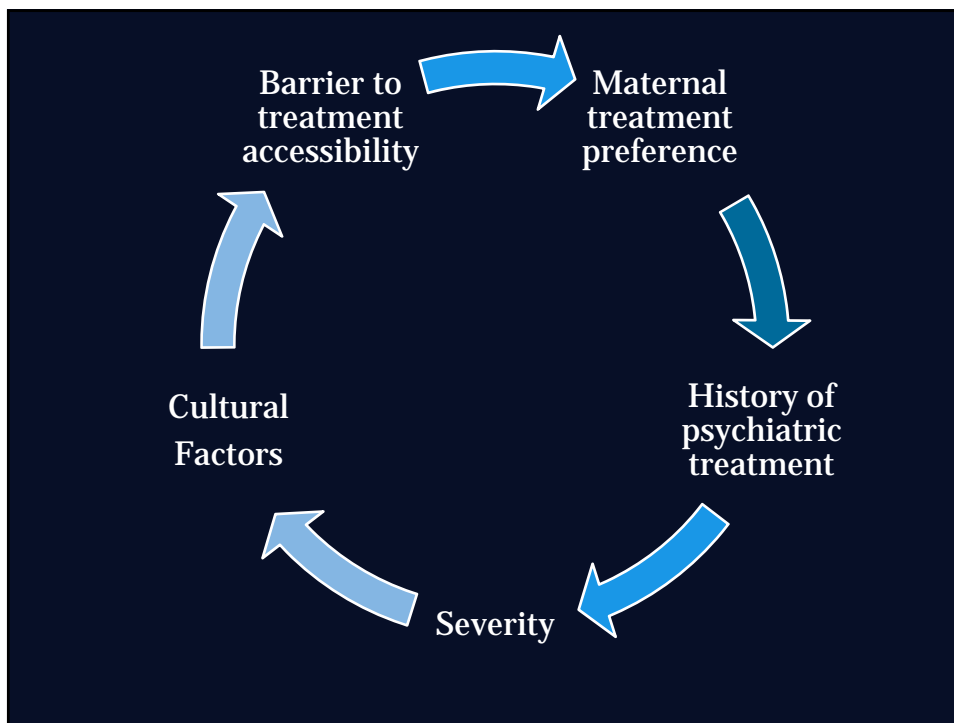 Barrier to
treatment
accessibility
Maternal
treatment
preference
History of
psychiatric
treatment
Severity
Cultural
Factors